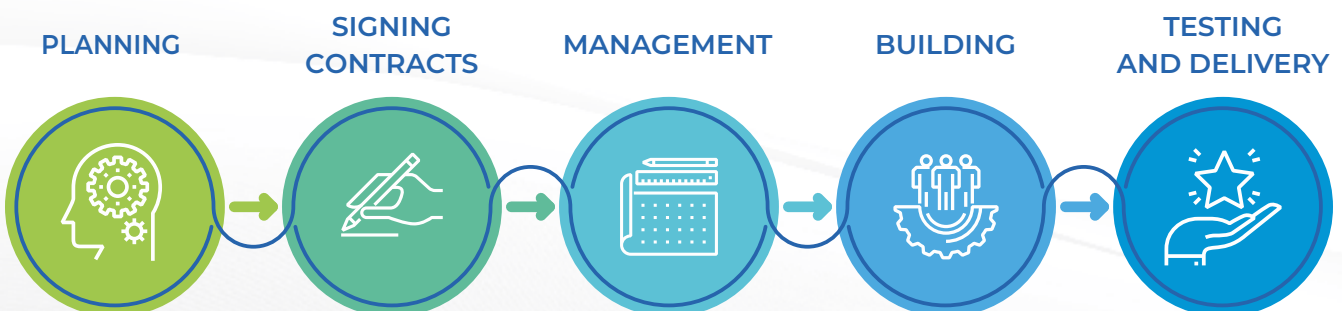 PLANNING
SIGNING
CONTRACTS
MANAGEMENT
BUILDING
TESTING
AND DELIVERY